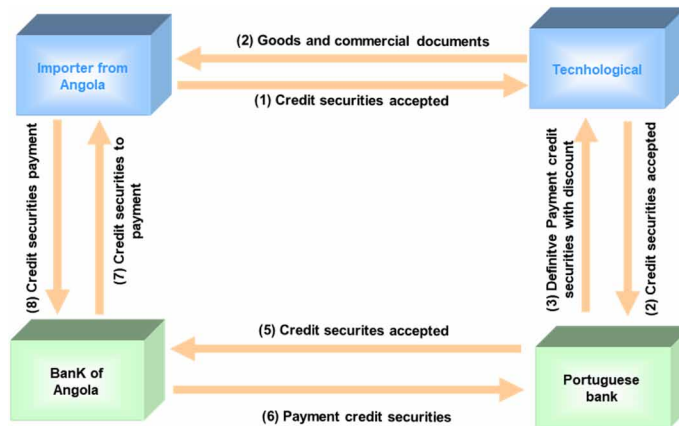 (2) Goods and commercial documents
Importer from
Angola
Tecnhological
(1) Credit securities accepted
(8) Credit securities payment
(7) Credit securities to
payment
(3) Definitve Payment credit
securities with discount
(2) Credit securities accepted
(5) Credit securites accepted
BanK of
Angola
Portuguese
bank
(6) Payment credit securities